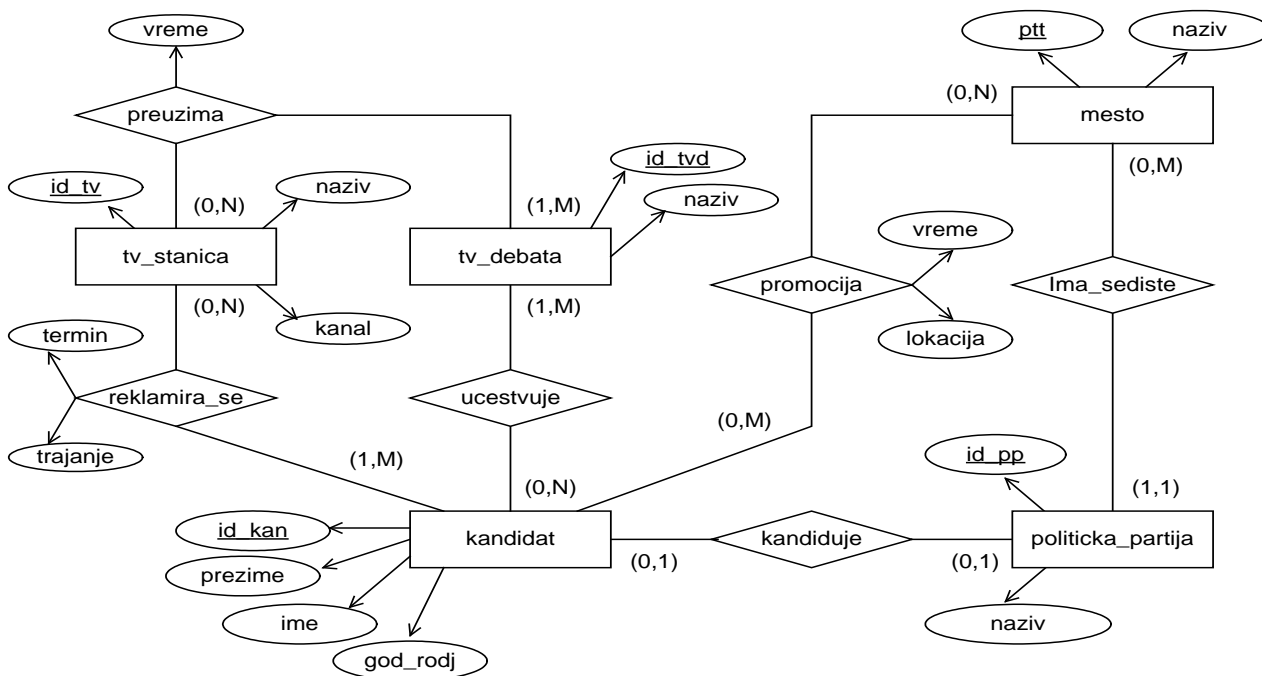 vreme
ptt
naziv
preuzima
(0,N)
mesto
id_tv
naziv
id_tvd
(0,M)
(0,N)
(1,M)
naziv
vreme
tv_stanica
tv_debata
promocija
Ima_sediste
(0,N)
(1,M)
termin
kanal
lokacija
reklamira_se
ucestvuje
(0,M)
trajanje
(1,M)
id_pp
(0,N)
(1,1)
id_kan
kandidat
kandiduje
politicka_partija
(0,1)
(0,1)
prezime
ime
naziv
god_rodj